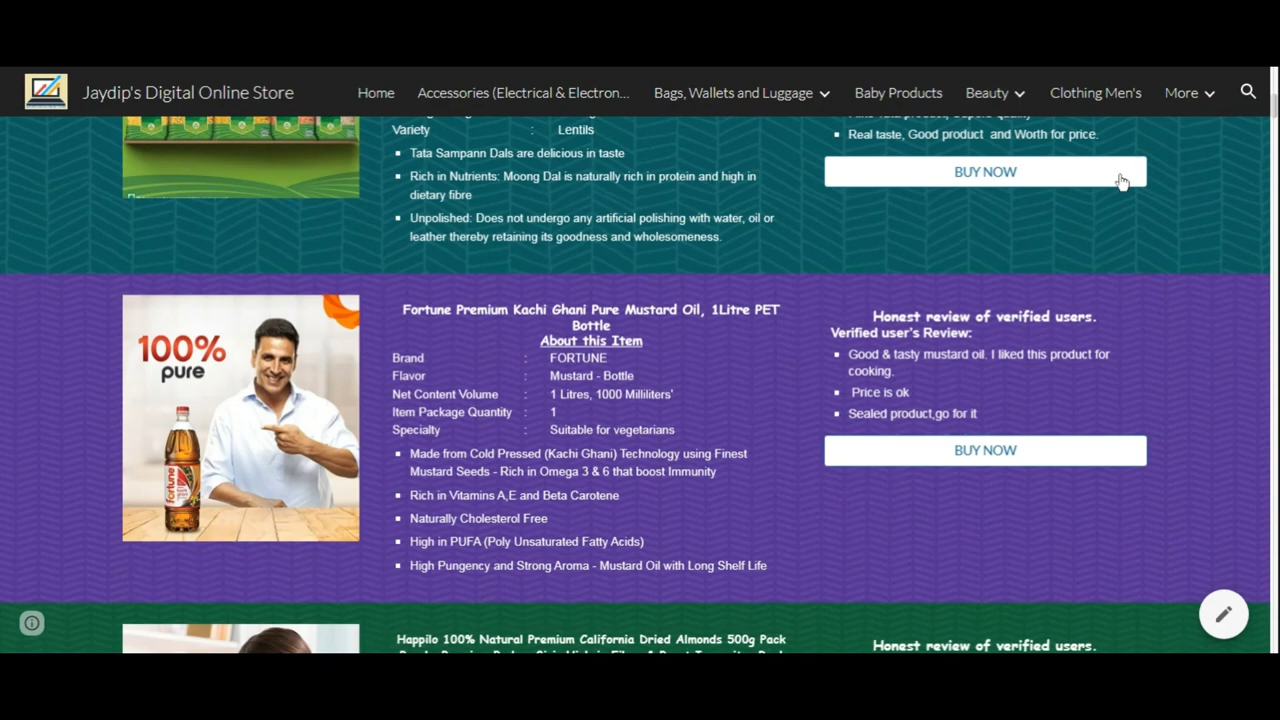 Jaydip's Digital Online Store
Home
Accessories (Electrical & Electron...
Bags, Wallets and Luggage
Baby Products
Beauty
Clothing Men's
More
Variety : Lentils
Tata Sampann Dals are delicious in taste
Rich in Nutrients: Moong Dal is naturally rich in protein and high in
dietary fibre
Unpolished: Does not undergo any artificial polishing with water, oil or
leather thereby retaining its goodness and wholesomeness.
Real taste, Good product and Worth for price.
BUY NOW
100%
pure
Fortune
Fortune Premium Kachi Ghani Pure Mustard Oil, 1Litre PET
Bottle
About this Item
Brand : FORTUNE
Flavor : Mustard - Bottle
Net Content Volume : 1 Litres, 1000 Milliliters'
Item Package Quantity : 1
Specialty : Suitable for vegetarians
Made from Cold Pressed (Kachi Ghani) Technology using Finest
Mustard Seeds - Rich in Omega 3 & 6 that boost Immunity
Rich in Vitamins A,E and Beta Carotene
Naturally Cholesterol Free
High in PUFA (Poly Unsaturated Fatty Acids)
High Pungency and Strong Aroma - Mustard Oil with Long Shelf Life
Honest review of verified users.
Verified user's Review:
Good & tasty mustard oil. I liked this product for
cooking.
Price is ok
Sealed product,go for it
BUY NOW
Happilo 100% Natural Premium California Dried Almonds 500g Pack
Honest review of verified users.